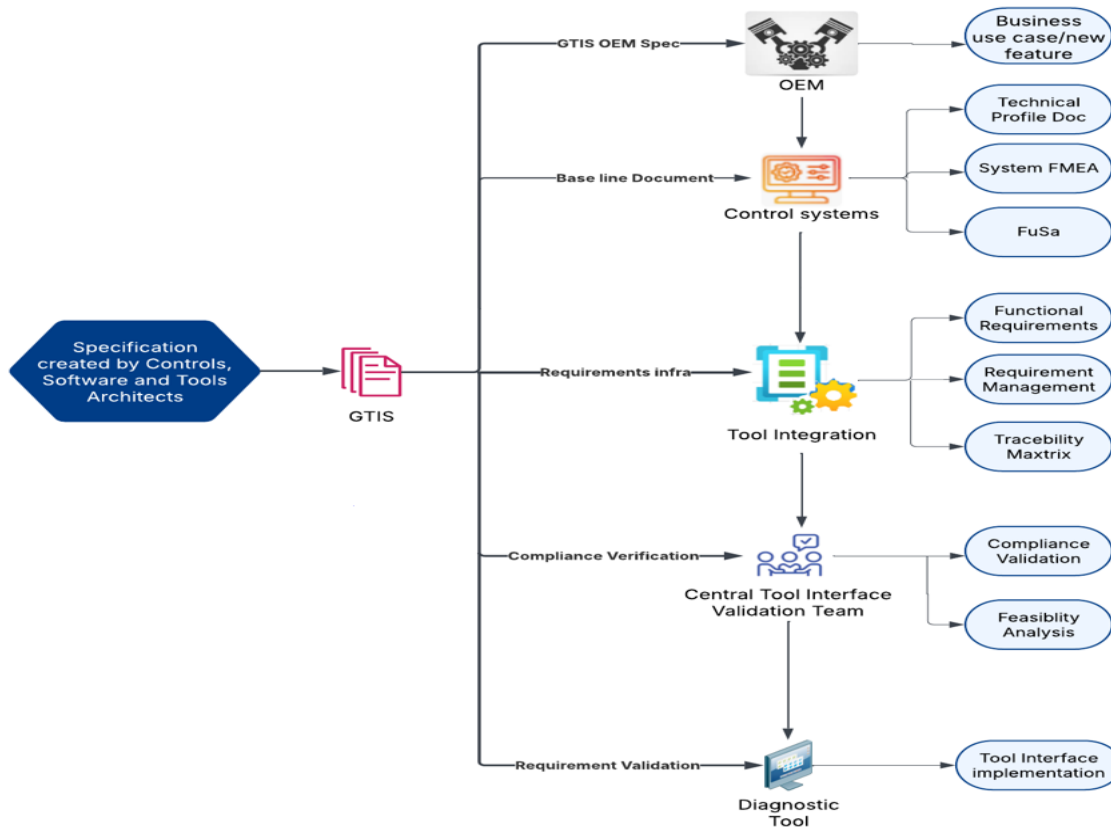 GTIS OEM Spec
OEM
Business
use case/new
feature
Technical
Profile Doc
Base line Document
Control systems
System FMEA
FuSa
Specification
created by Controls,
Software and Tools
Architects
GTIS
Requirements infra
Tool Integration
Functional
Requirements
Requirement
Management
Tracebility
Maxtrix
Compliance Verification
Central Tool Interface
Validation Team
Compliance
Validation
Feasiblity
Analysis
Requirement Validation
Diagnostic
Tool
Tool Interface
implementation